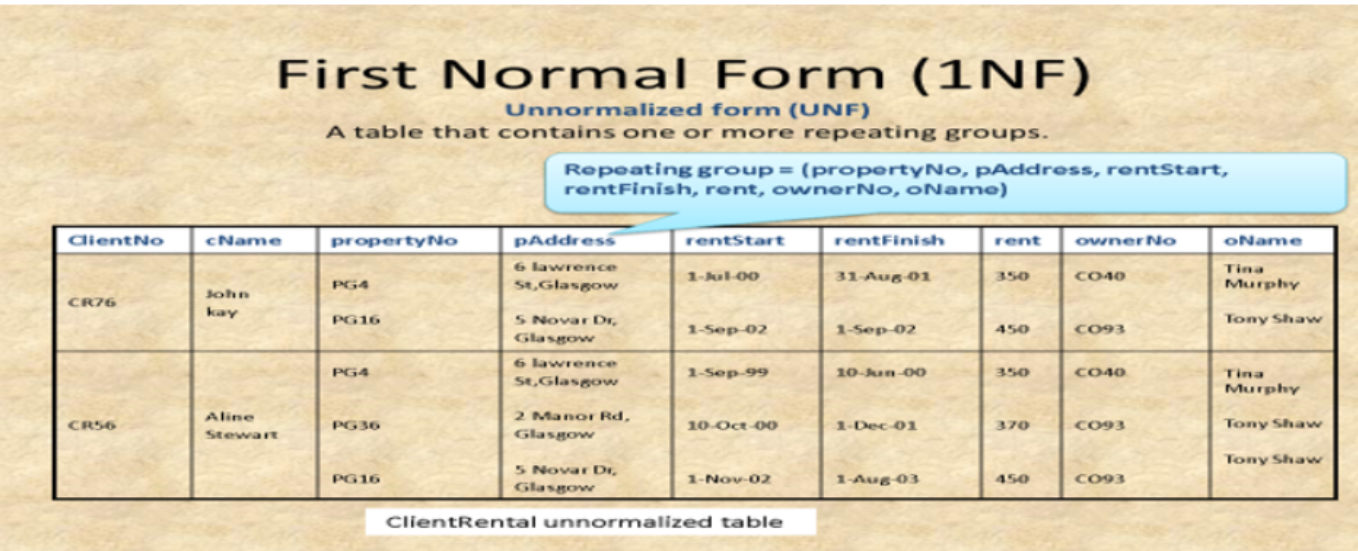 First Normal Form (1NF)
Unnormalized form (UNF)
A table that contains one or more repeating groups.
Repeating group = (propertyNo, pAddress, rentStart,
rentFinish, rent, ownerNo, oName)
ClientNo cName propertyNo pAddress rentStart rentFinish rent ownerNo oName
CR76 John kay PG4 6 lawrence St,Glasgow 1-Jul-00 31-Aug-01 350 CO40 Tina Murphy
PG16 5 Novar Dr, Glasgow 1-Sep-02 1-Sep-02 450 CO93 Tony Shaw
CR56 Aline Stewart PG4 6 lawrence St,Glasgow 1-Sep-99 10-Jun-00 350 CO40 Tina Murphy
PG36 2 Manor Rd, Glasgow 10-Oct-00 1-Dec-01 370 CO93 Tony Shaw
PG16 5 Novar Dr, Glasgow 1-Nov-02 1-Aug-03 450 CO93 Tony Shaw
ClientRental unnormalized table